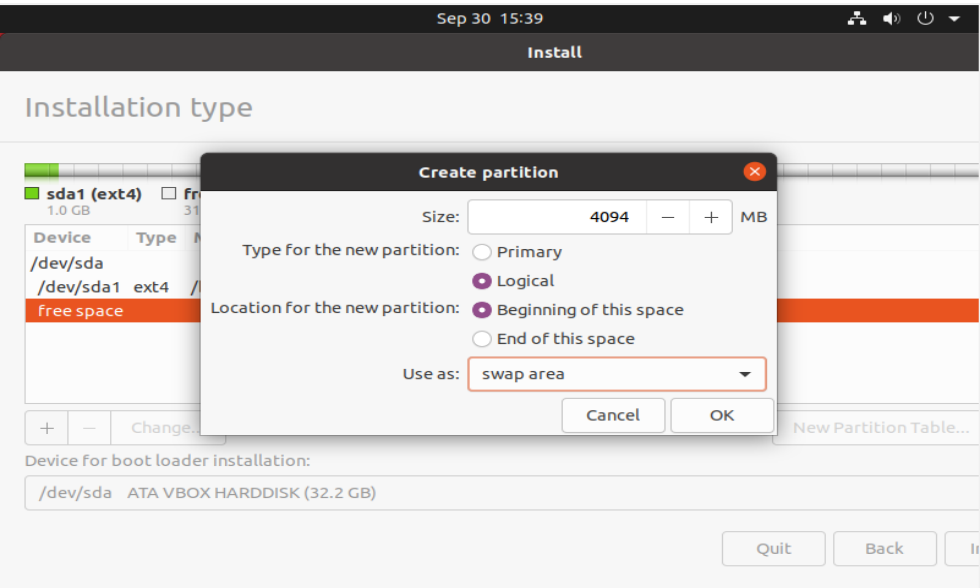 Sep 30 15:39
Install
Installation type
Create partition
sda1 (ext4)
1.0 GB
Size: 4094 − + MB
Device Type
Type for the new partition: Primary
/dev/sda
Logical
/dev/sda1 ext4
Location for the new partition: Beginning of this space
free space
End of this space
Use as: swap area
Cancel OK
+ − Change... New Partition Table...
Device for boot loader installation:
/dev/sda ATA VBOX HARDDISK (32.2 GB)
Quit Back